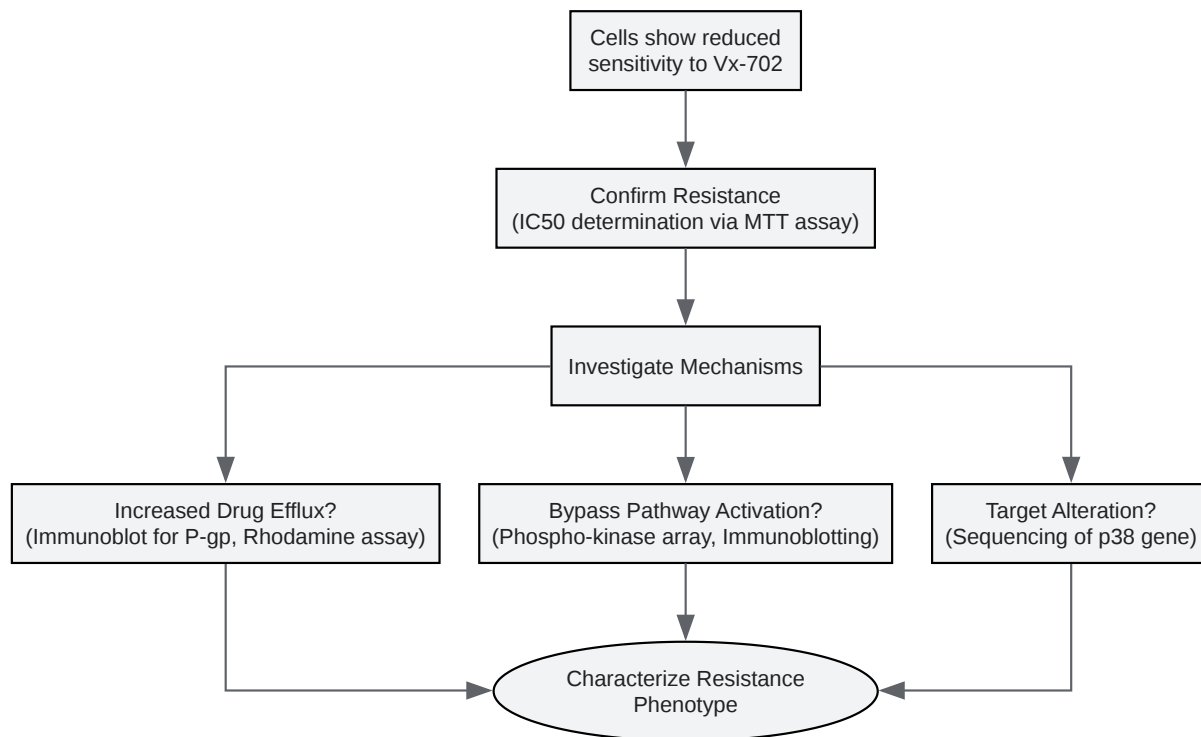 Cells show reduced
sensitivity to Vx-702
Confirm Resistance
(IC50 determination via MTT assay)
Investigate Mechanisms
Increased Drug Efflux?
(Immunoblot for P-gp, Rhodamine assay)
Bypass Pathway Activation?
(Phospho-kinase array, Immunoblotting)
Target Alteration?
(Sequencing of p38 gene)
Characterize Resistance
Phenotype